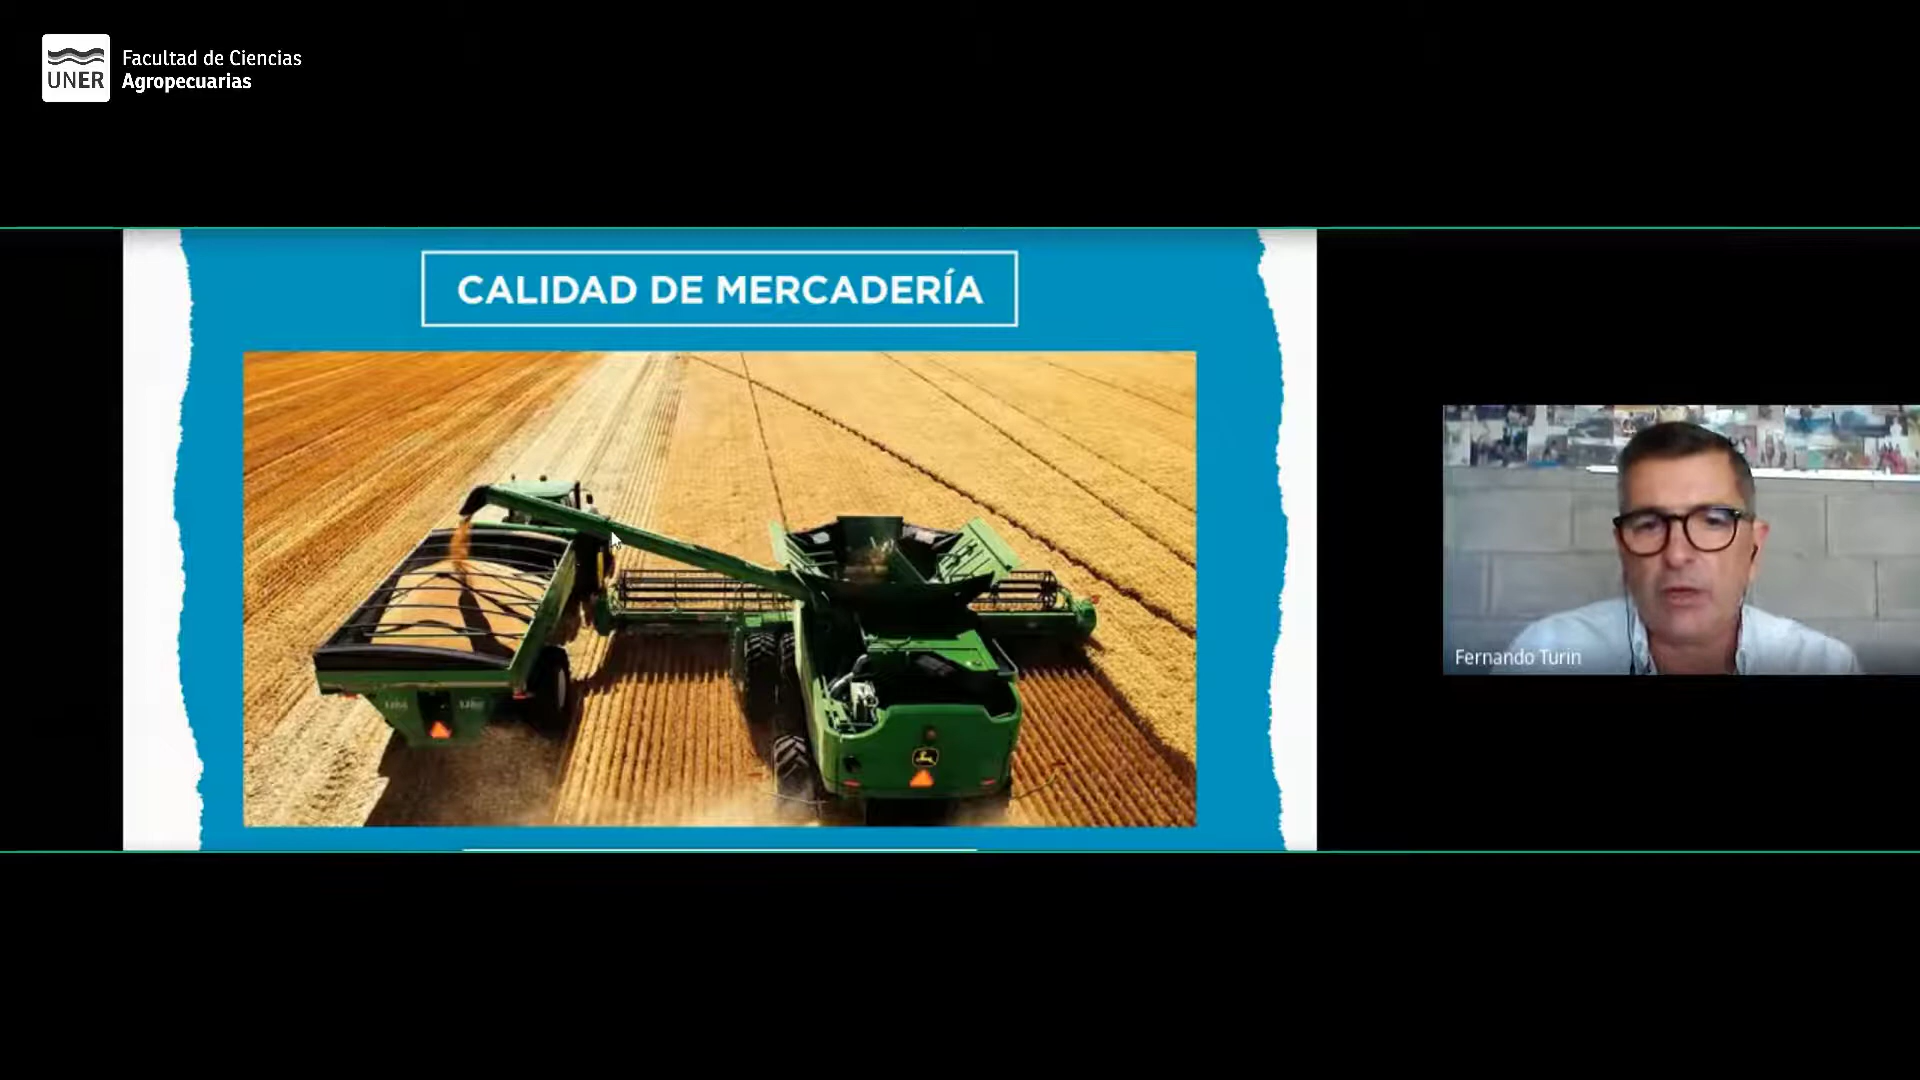 UNER
Facultad de Ciencias
Agropecuarias
CALIDAD DE MERCADERÍA
Fernando Turin